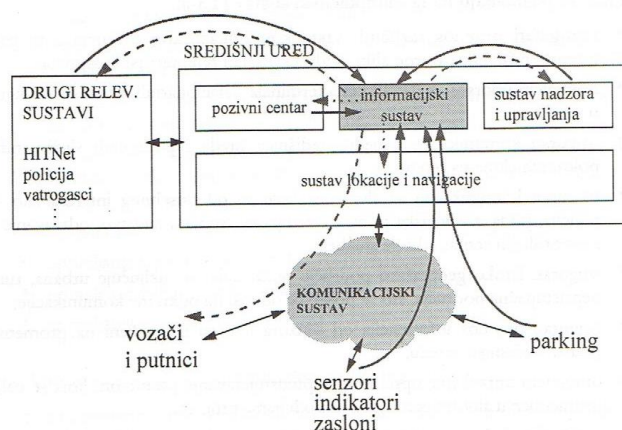 SREDIŠNJI URED
DRUGI RELEV.
SUSTAVI
HITNet
policija
vatrogasci
pozivni centar
informacijski
sustav
sustav nadzora
i upravljanja
sustav lokacije i navigacije
KOMUNIKACIJSKI
SUSTAV
vozači
i putnici
parking
senzori
indikatori
zasloni